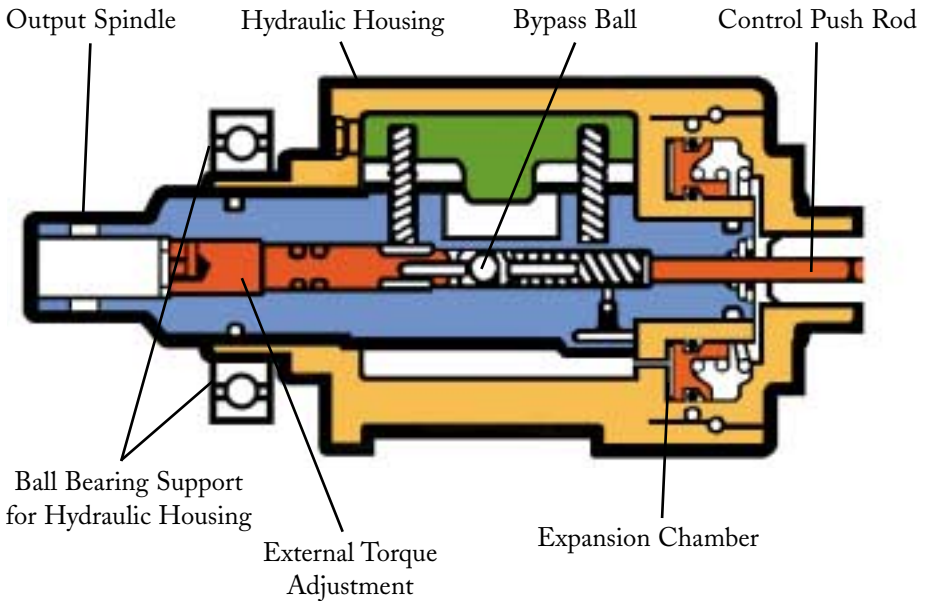 Output Spindle
Hydraulic Housing
Bypass Ball
Control Push Rod
Ball Bearing Support
for Hydraulic Housing
External Torque
Adjustment
Expansion Chamber